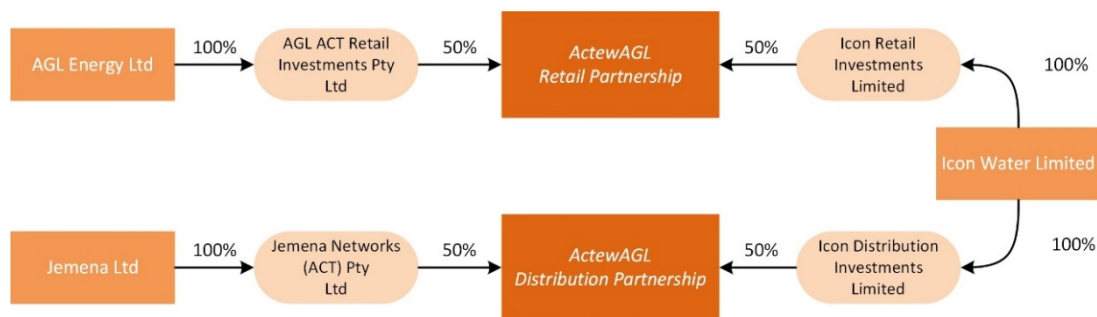 AGL Energy Ltd
100%
AGL ACT Retail
Investments Pty
Ltd
50%
ActewAGL
Retail Partnership
50%
Icon Retail
Investments
Limited
100%
Icon Water Limited
Jemena Ltd
100%
Jemena Networks
(ACT) Pty
Ltd
50%
ActewAGL
Distribution Partnership
50%
Icon Distribution
Investments
Limited
100%